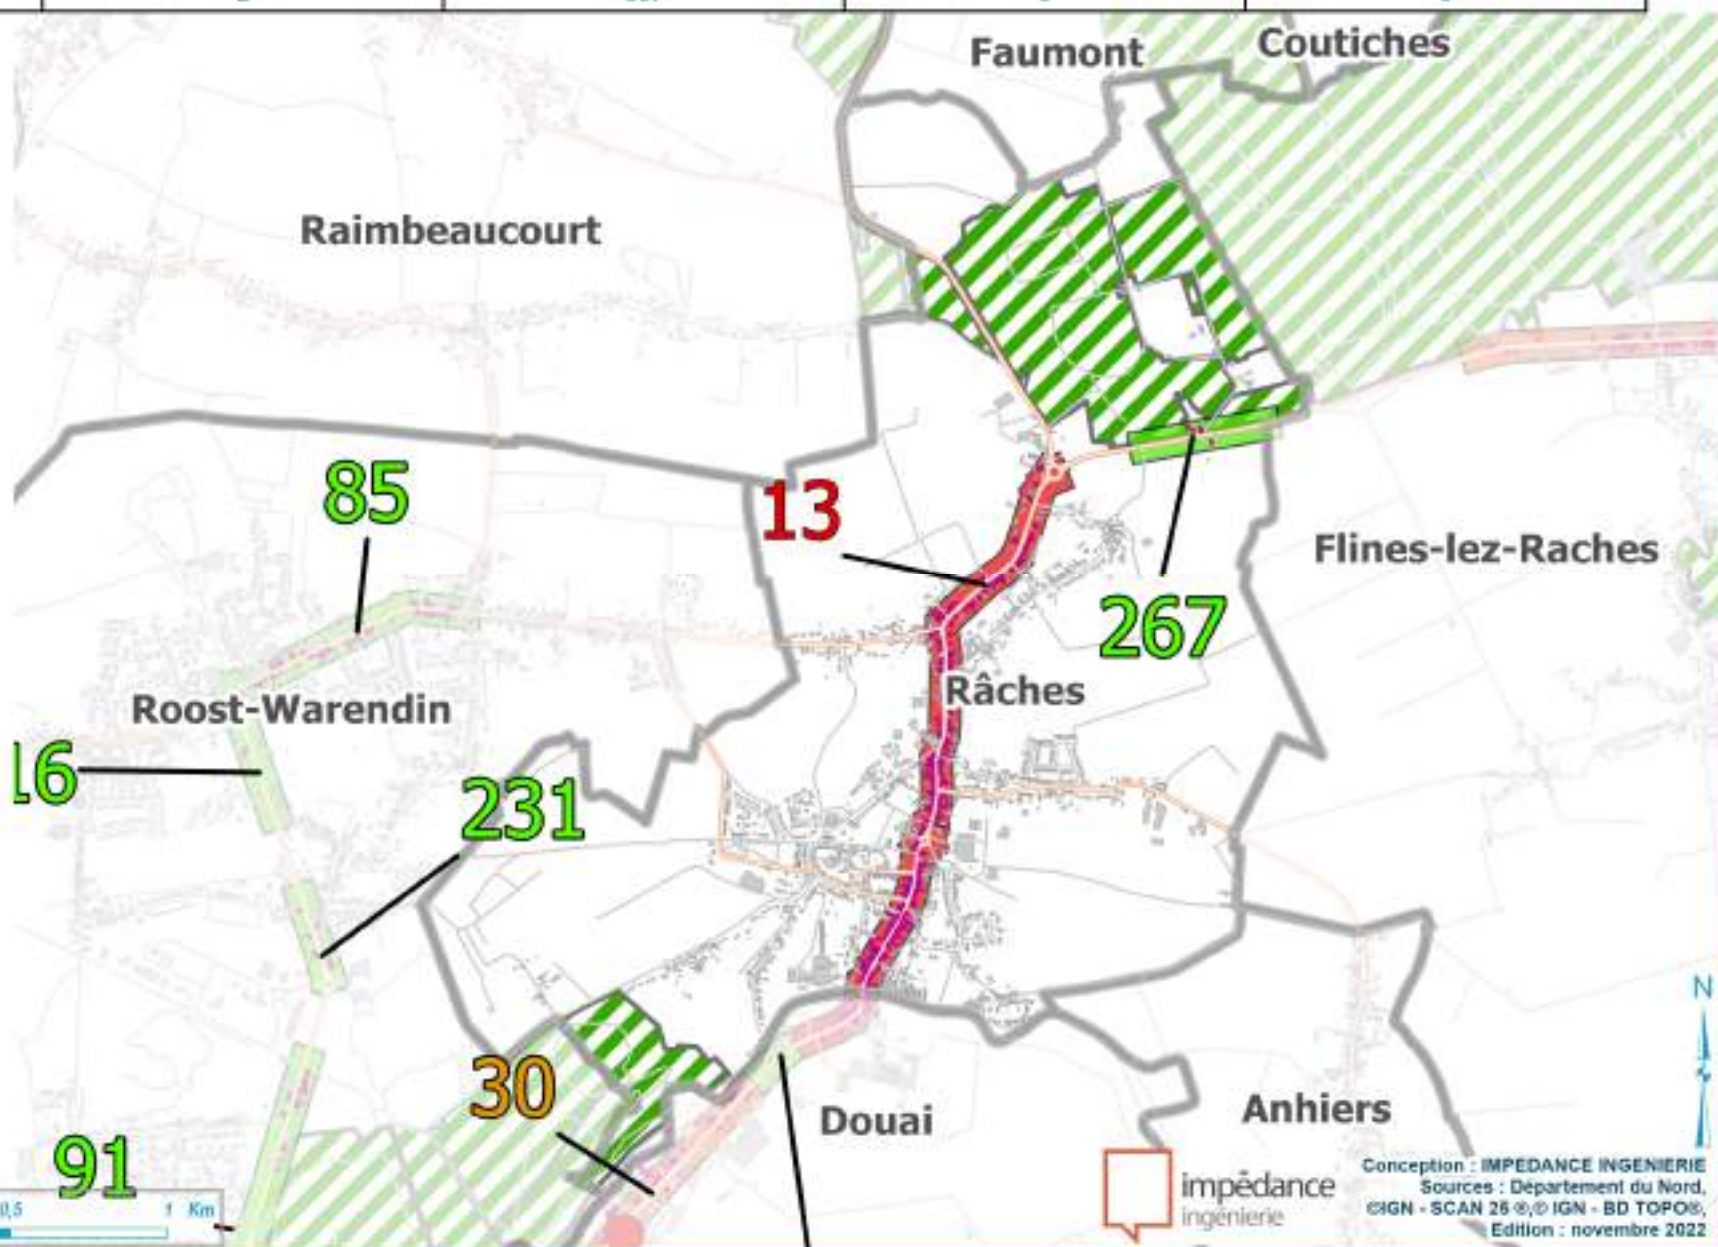 Faumont
Coutiches
Raimbeaucourt
85
13
Flines-lez-Raches
267
Râches
Roost-Warendin
16
231
30
Douai
Anhiers
91
N
0,5 1 Km
impédance
ingénierie
Conception : IMPEDANCE INGENIERIE
Sources : Département du Nord,
©IGN - SCAN 25 ®,© IGN - BD TOPO®,
Edition : novembre 2022